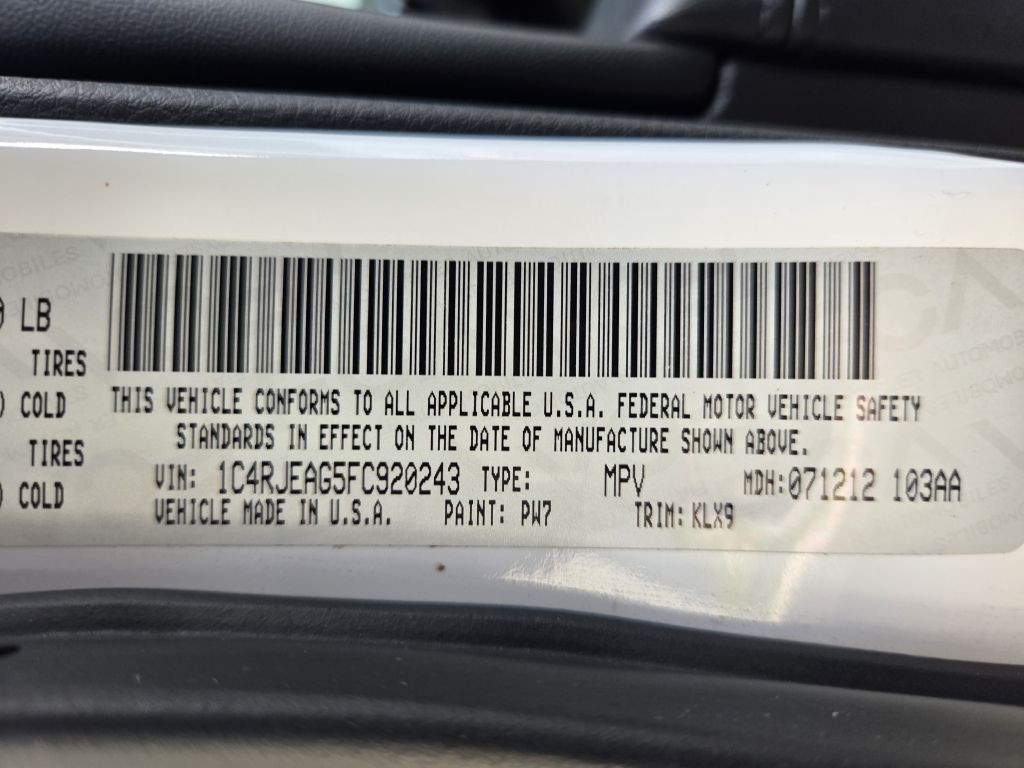 LB
TIRES
COLD
TIRES
COLD
THIS VEHICLE CONFORMS TO ALL APPLICABLE U.S.A. FEDERAL MOTOR VEHICLE SAFETY
STANDARDS IN EFFECT ON THE DATE OF MANUFACTURE SHOWN ABOVE.
VIN: 1C4RJEAG5FC920243 TYPE: MPV MDH:071212 103AA
VEHICLE MADE IN U.S.A. PAINT: PW7 TRIM: KLX9